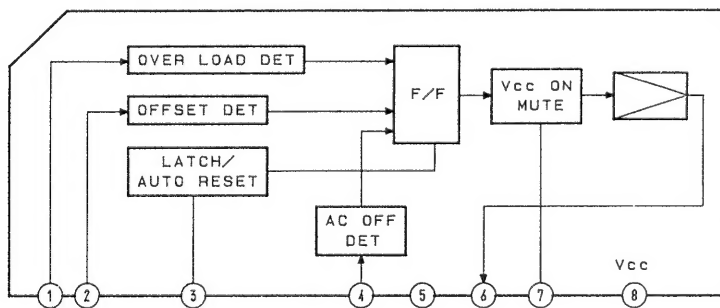 OVER LOAD DET
OFFSET DET
LATCH/
AUTO RESET
F/F
Vcc ON
MUTE
AC OFF
DET
Vcc
1 2 3 4 5 6 7 8